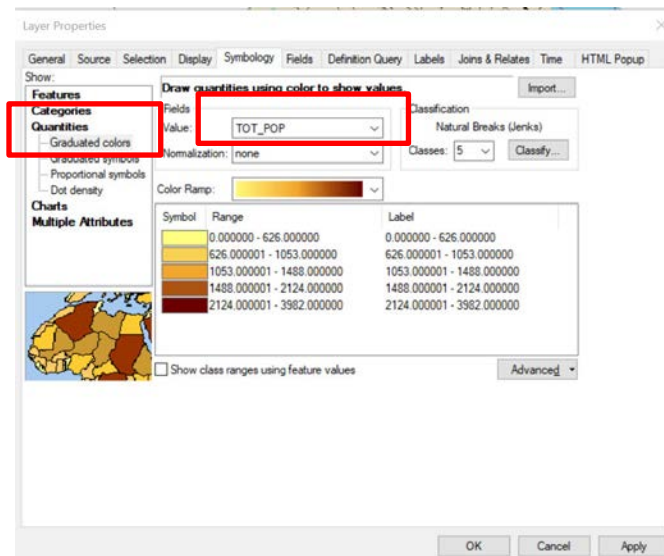 Layer Properties
General Source Selection Display Symbology Fields Definition Query Labels Joins & Relates Time HTML Popup
Show:
Features
Categories
Quantities
Graduated colors
Graduated symbols
Proportional symbols
Dot density
Charts
Multiple Attributes
Draw quantities using color to show values.
Import...
Fields
Value: TOT_POP
Normalization: none
Classification
Natural Breaks (Jenks)
Classes: 5 Classify...
Color Ramp:
Symbol Range Label
0.000000 - 626.000000 0.000000 - 626.000000
626.000001 - 1053.000000 626.000001 - 1053.000000
1053.000001 - 1488.000000 1053.000001 - 1488.000000
1488.000001 - 2124.000000 1488.000001 - 2124.000000
2124.000001 - 3982.000000 2124.000001 - 3982.000000
Show class ranges using feature values
Advanced
OK Cancel Apply